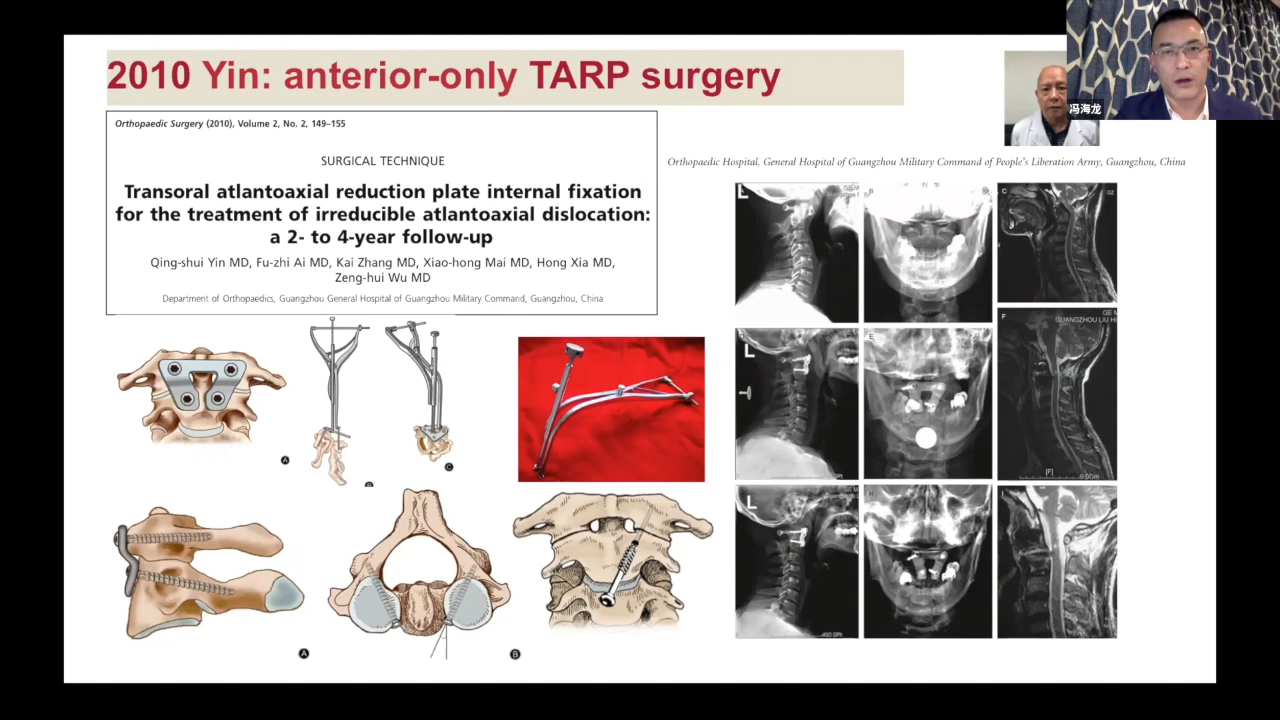 2010 Yin: anterior-only TARP surgery
冯海龙
Orthopaedic Surgery (2010), Volume 2, No. 2, 149–155
SURGICAL TECHNIQUE
Transoral atlantoaxial reduction plate internal fixation
for the treatment of irreducible atlantoaxial dislocation:
a 2- to 4-year follow-up
Qing-shui Yin MD, Fu-zhi Ai MD, Kai Zhang MD, Xiao-hong Mai MD, Hong Xia MD,
Zeng-hui Wu MD
Department of Orthopaedics, Guangzhou General Hospital of Guangzhou Military Command, Guangzhou, China
Orthopaedic Hospital. General Hospital of Guangzhou Military Command of People's Liberation Army, Guangzhou, China
L
B
C
GZ
L
E
F
GE M
GUANGZHOU LIU H
[F]
L
H
I
A
B
C
A
B